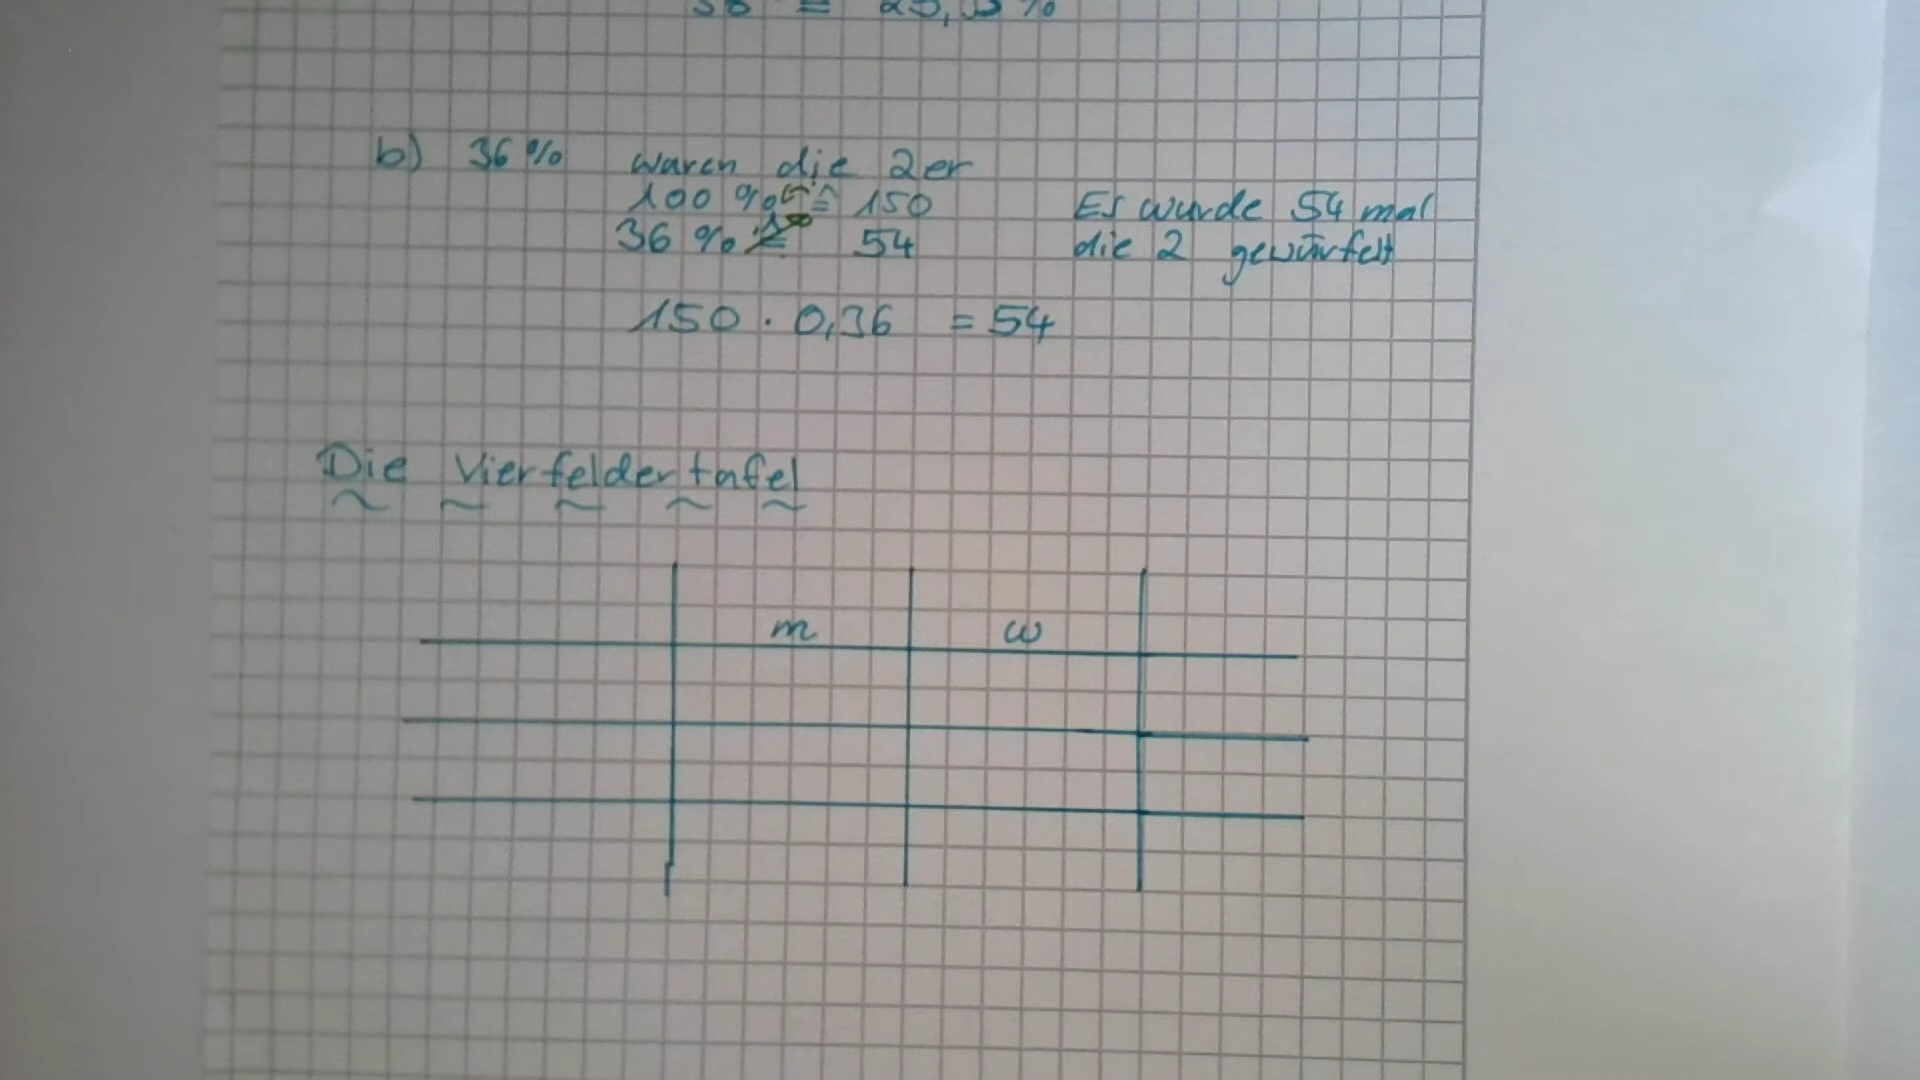 b) 36 % waren die 2er
100 % ≙ 150
36 % ≙ 54
Es wurde 54 mal
die 2 gewürfelt
150 · 0,36 = 54
Die Vierfeldertafel
m w